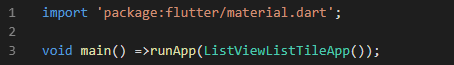 1 import 'package:flutter/material.dart';
2
3 void main() =>runApp(ListViewListTileApp());